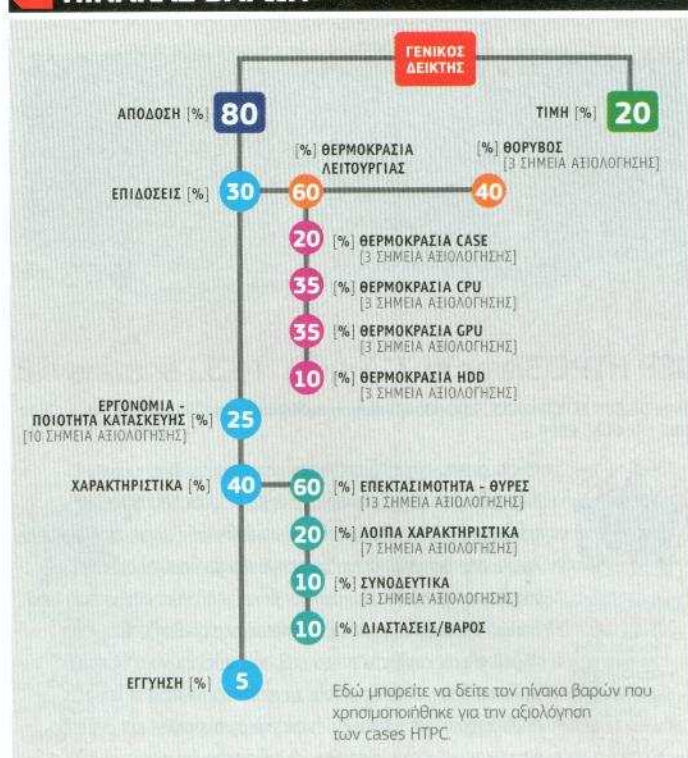 ΓΕΝΙΚΟΣ
ΔΕΙΚΤΗΣ
ΑΠΟΔΟΣΗ [%] 80
ΤΙΜΗ [%] 20
[%] ΘΕΡΜΟΚΡΑΣΙΑ
ΛΕΙΤΟΥΡΓΙΑΣ
[%] ΘΟΡΥΒΟΣ
[3 ΣΗΜΕΙΑ ΑΞΙΟΛΟΓΗΣΗΣ]
ΕΠΙΔΟΣΕΙΣ [%] 30 60 40
20 [%] ΘΕΡΜΟΚΡΑΣΙΑ CASE
[3 ΣΗΜΕΙΑ ΑΞΙΟΛΟΓΗΣΗΣ]
35 [%] ΘΕΡΜΟΚΡΑΣΙΑ CPU
[3 ΣΗΜΕΙΑ ΑΞΙΟΛΟΓΗΣΗΣ]
35 [%] ΘΕΡΜΟΚΡΑΣΙΑ GPU
[3 ΣΗΜΕΙΑ ΑΞΙΟΛΟΓΗΣΗΣ]
10 [%] ΘΕΡΜΟΚΡΑΣΙΑ HDD
[3 ΣΗΜΕΙΑ ΑΞΙΟΛΟΓΗΣΗΣ]
ΕΡΓΟΝΟΜΙΑ -
ΠΟΙΟΤΗΤΑ ΚΑΤΑΣΚΕΥΗΣ [%] 25
[10 ΣΗΜΕΙΑ ΑΞΙΟΛΟΓΗΣΗΣ]
ΧΑΡΑΚΤΗΡΙΣΤΙΚΑ [%] 40 60 [%] ΕΠΕΚΤΑΣΙΜΟΤΗΤΑ - ΘΥΡΕΣ
[13 ΣΗΜΕΙΑ ΑΞΙΟΛΟΓΗΣΗΣ]
20 [%] ΛΟΙΠΑ ΧΑΡΑΚΤΗΡΙΣΤΙΚΑ
[7 ΣΗΜΕΙΑ ΑΞΙΟΛΟΓΗΣΗΣ]
10 [%] ΣΥΝΟΔΕΥΤΙΚΑ
[3 ΣΗΜΕΙΑ ΑΞΙΟΛΟΓΗΣΗΣ]
10 [%] ΔΙΑΣΤΑΣΕΙΣ/ΒΑΡΟΣ
ΕΓΓΥΗΣΗ [%] 5
Εδώ μπορείτε να δείτε τον πίνακα βαρών που
χρησιμοποιήθηκε για την αξιολόγηση
των cases HTPC.